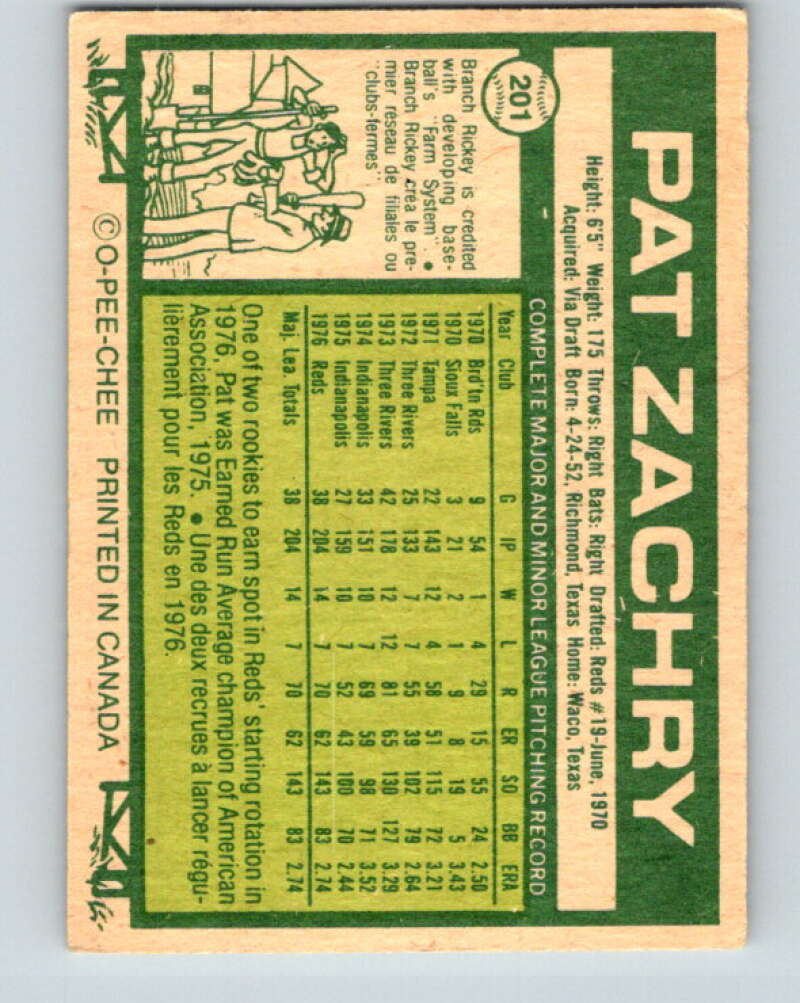 201
PAT ZACHRY
Height: 6'5" Weight: 175 Throws: Right Bats: Right Drafted: Reds #19-June, 1970
Acquired: Via Draft Born: 4-24-52, Richmond, Texas Home: Waco, Texas
COMPLETE MAJOR AND MINOR LEAGUE PITCHING RECORD
Year Club G IP W L R ER SO BB ERA
1970 Brd'tn Rds 9 54 1 4 29 15 55 24 2.50
1970 Sioux Falls 3 21 2 1 9 8 19 5 3.43
1971 Tampa 22 143 12 4 58 51 115 72 3.21
1972 Three Rivers 25 133 7 7 55 39 102 79 2.64
1973 Three Rivers 42 178 12 12 81 65 130 127 3.29
1974 Indianapolis 33 151 10 7 69 59 98 71 3.52
1975 Indianapolis 27 159 10 7 52 43 100 70 2.44
1976 Reds 38 204 14 7 70 62 143 83 2.74
Maj. Lea. Totals 38 204 14 7 70 62 143 83 2.74
Branch Rickey is credited
with developing base-
ball's "Farm System". •
Branch Rickey créa le pre-
mier réseau de filiales ou
"clubs-fermes"
One of two rookies to earn spot in Reds' starting rotation in
1976, Pat was Earned Run Average champion of American
Association, 1975. • Une des deux recrues à lancer régu-
lièrement pour les Reds en 1976.
© O-PEE-CHEE PRINTED IN CANADA